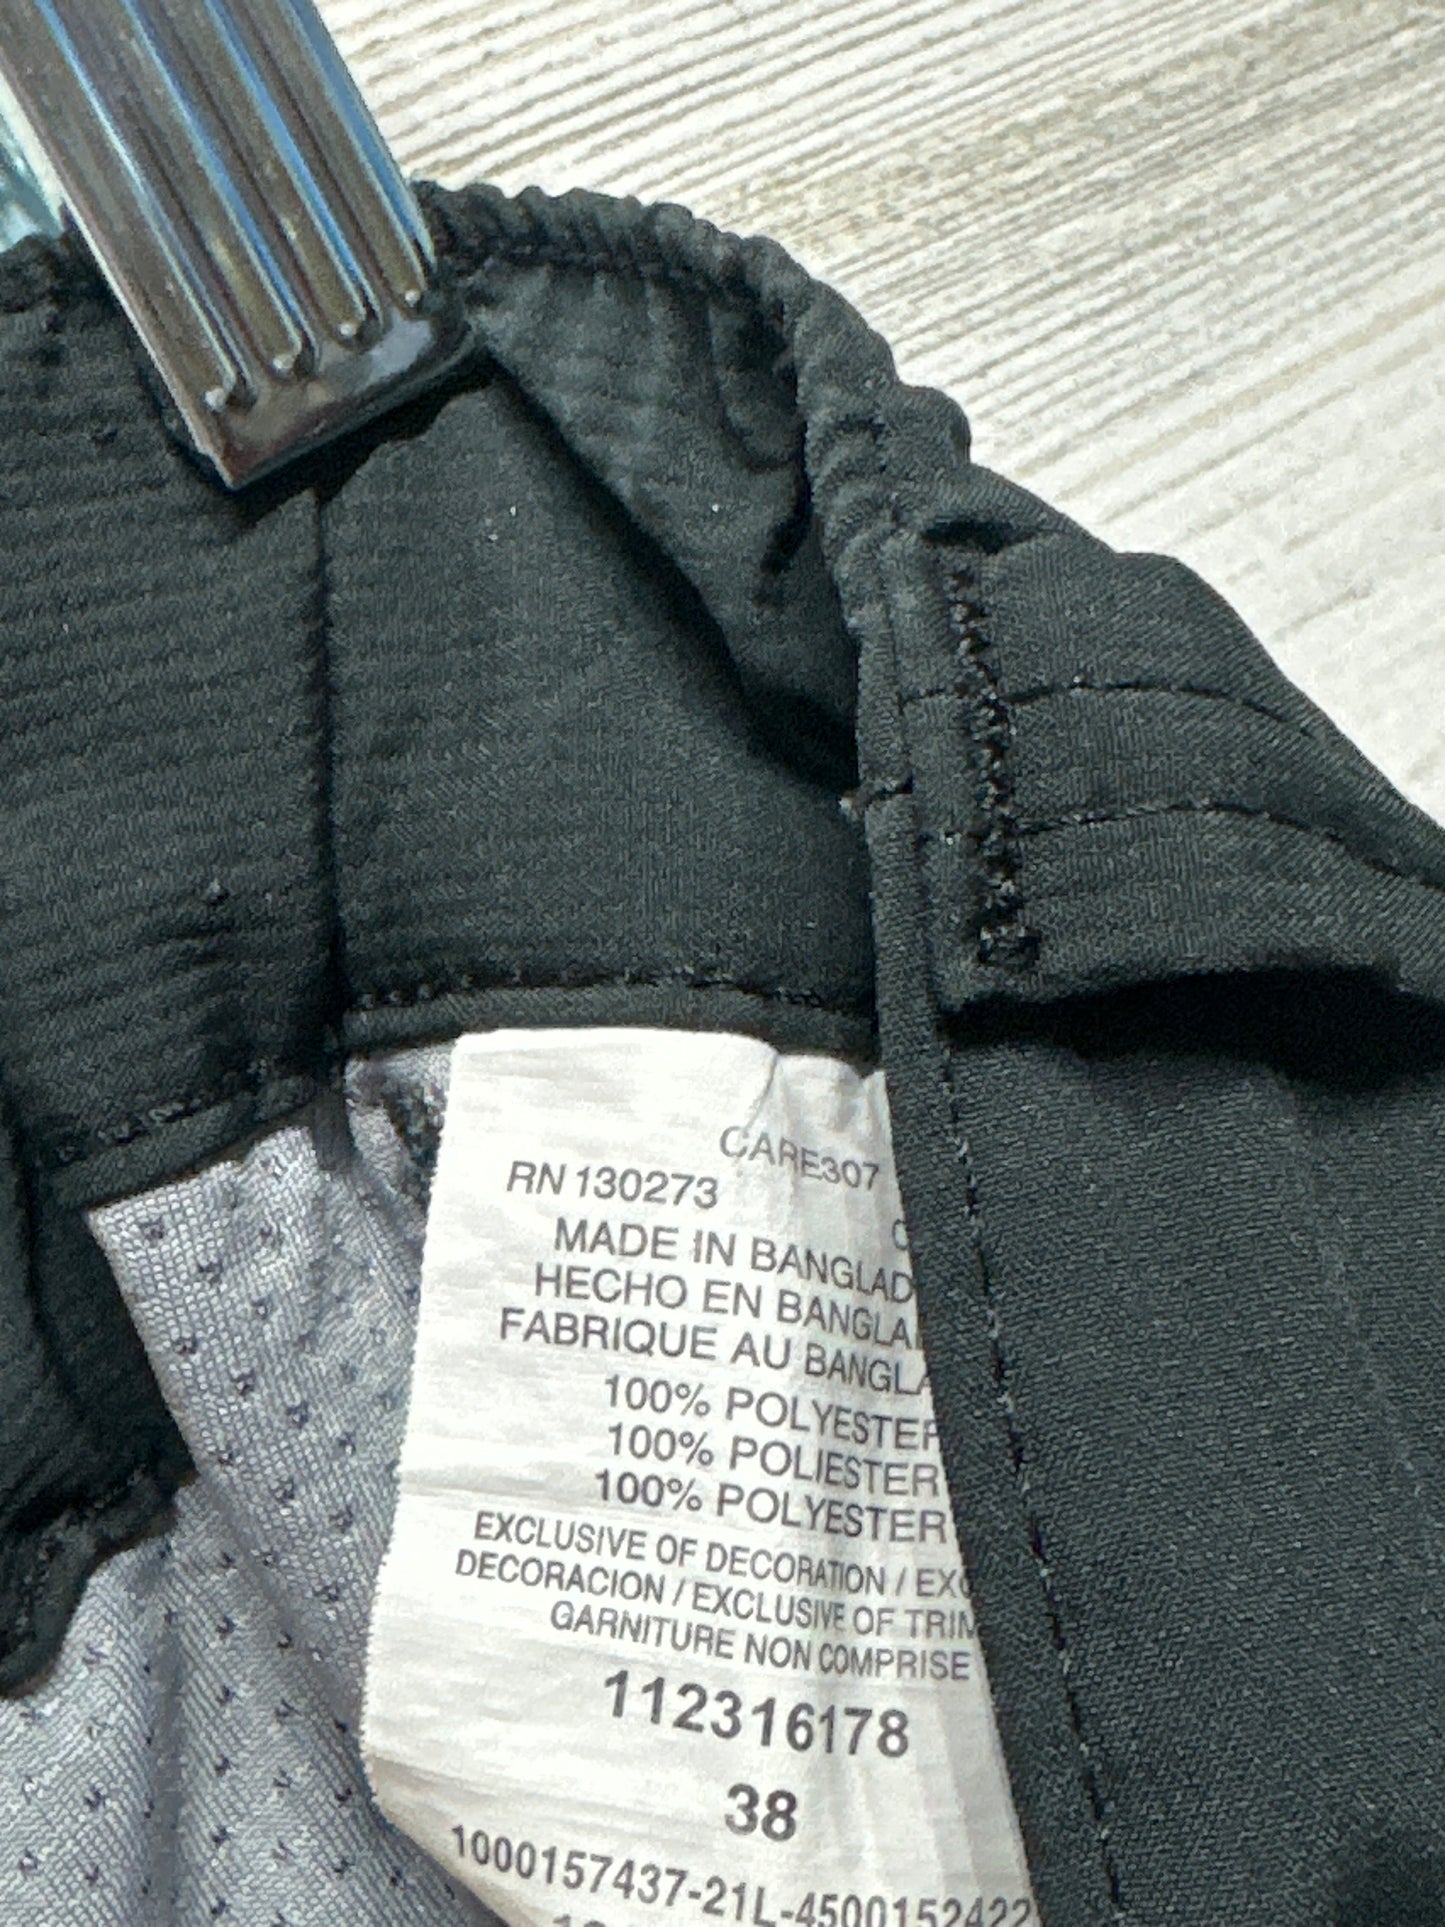 CARE307
RN 130273
MADE IN BANGLAD
HECHO EN BANGLA
FABRIQUE AU BANGLA
100% POLYESTER
100% POLIESTER
100% POLYESTER
EXCLUSIVE OF DECORATION / EXC
DECORACION / EXCLUSIVE OF TRIM
GARNITURE NON COMPRISE
112316178
38
1000157437-21L-4500152422